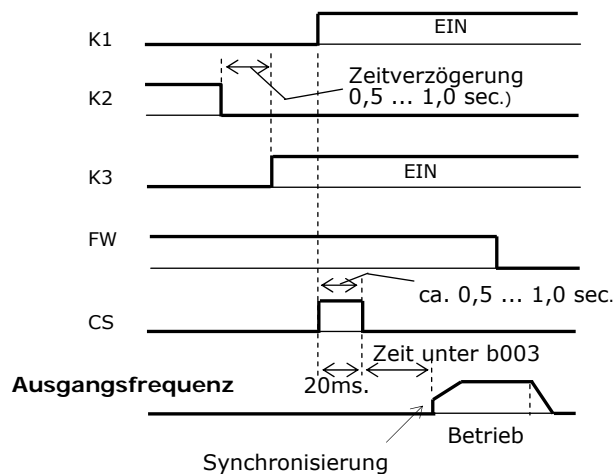 K1
EIN
K2
Zeitverzögerung
0,5 ... 1,0 sec.)
K3
EIN
FW
ca. 0,5 ... 1,0 sec.
CS
Zeit unter b003
Ausgangsfrequenz
20ms.
Betrieb
Synchronisierung